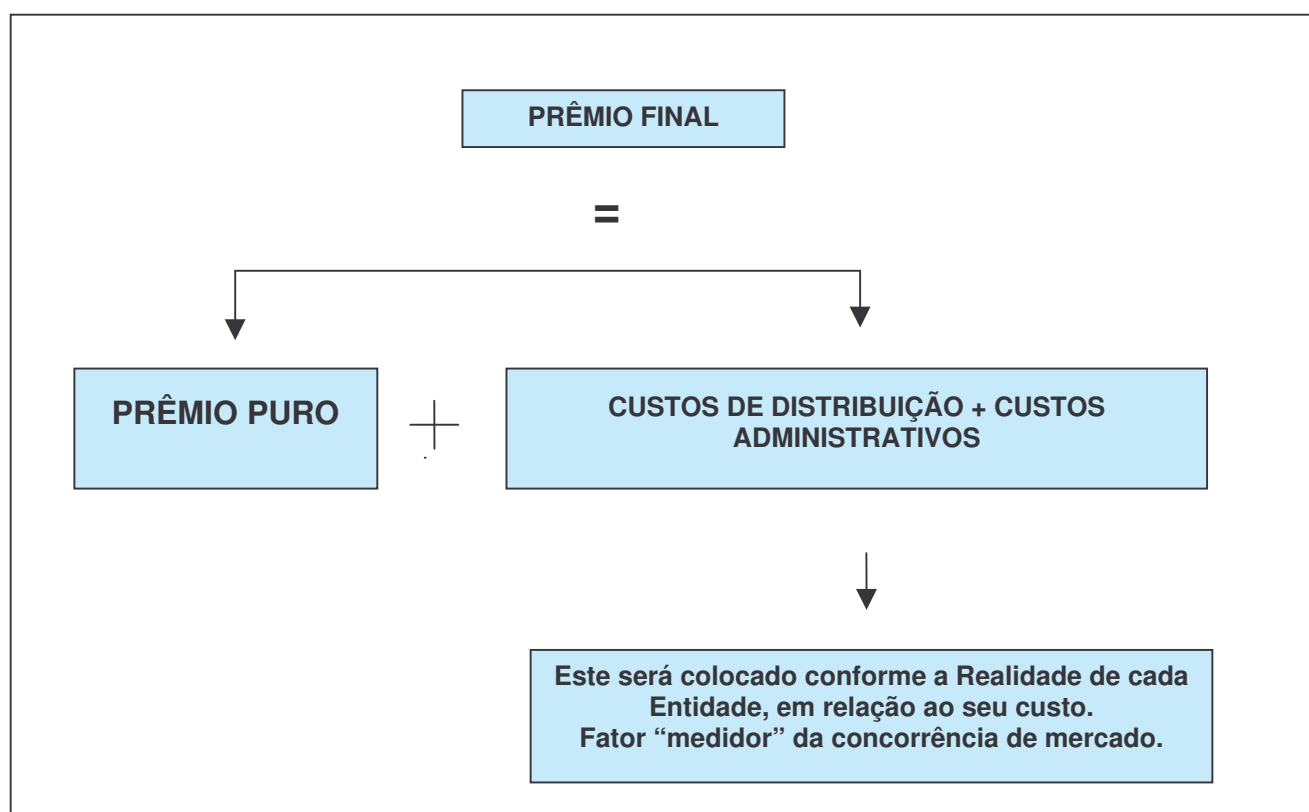 PRÊMIO FINAL
=
PRÊMIO PURO
+
CUSTOS DE DISTRIBUIÇÃO + CUSTOS
ADMINISTRATIVOS
Este será colocado conforme a Realidade de cada
Entidade, em relação ao seu custo.
Fator “medidor” da concorrência de mercado.